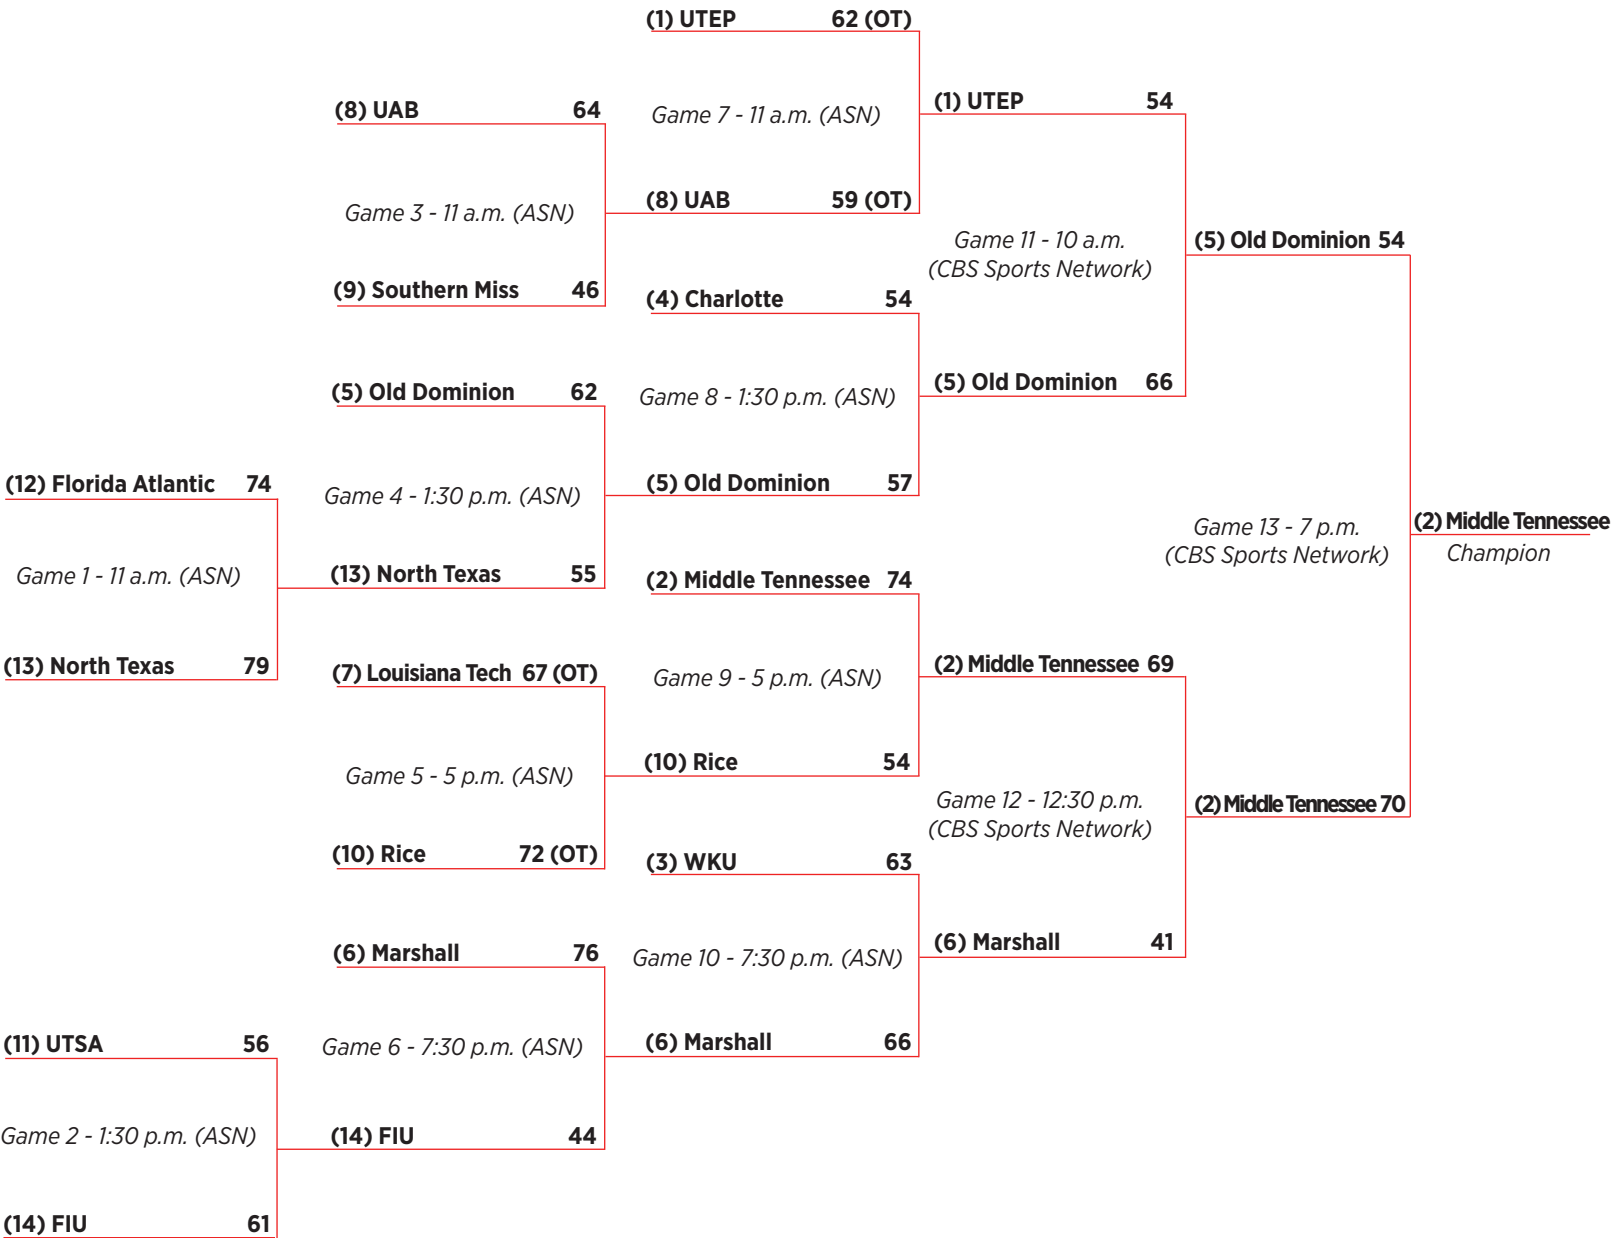 (12) Florida Atlantic 74
Game 1 - 11 a.m. (ASN)
(13) North Texas 79
(11) UTSA 56
Game 2 - 1:30 p.m. (ASN)
(14) FIU 61
(8) UAB 64
Game 3 - 11 a.m. (ASN)
(9) Southern Miss 46
(5) Old Dominion 62
Game 4 - 1:30 p.m. (ASN)
(13) North Texas 55
(7) Louisiana Tech 67 (OT)
Game 5 - 5 p.m. (ASN)
(10) Rice 72 (OT)
(6) Marshall 76
Game 6 - 7:30 p.m. (ASN)
(14) FIU 44
(1) UTEP 62 (OT)
Game 7 - 11 a.m. (ASN)
(8) UAB 59 (OT)
(4) Charlotte 54
Game 8 - 1:30 p.m. (ASN)
(5) Old Dominion 57
(2) Middle Tennessee 74
Game 9 - 5 p.m. (ASN)
(10) Rice 54
(3) WKU 63
Game 10 - 7:30 p.m. (ASN)
(6) Marshall 66
(1) UTEP 54
Game 11 - 10 a.m.
(CBS Sports Network)
(5) Old Dominion 66
(2) Middle Tennessee 69
Game 12 - 12:30 p.m.
(CBS Sports Network)
(6) Marshall 41
(5) Old Dominion 54
Game 13 - 7 p.m.
(CBS Sports Network)
(2) Middle Tennessee 70
(2) Middle Tennessee
Champion